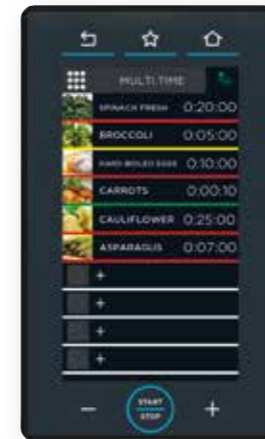 MULTI TIME
SPINACH FRESH 0:20:00
BROCCOLI 0:05:00
HARD BOILED EGGS 0:10:00
CARROTS 0:00:10
CAULIFLOWER 0:25:00
ASPARAGUS 0:07:00
+
+
+
+
− START STOP +